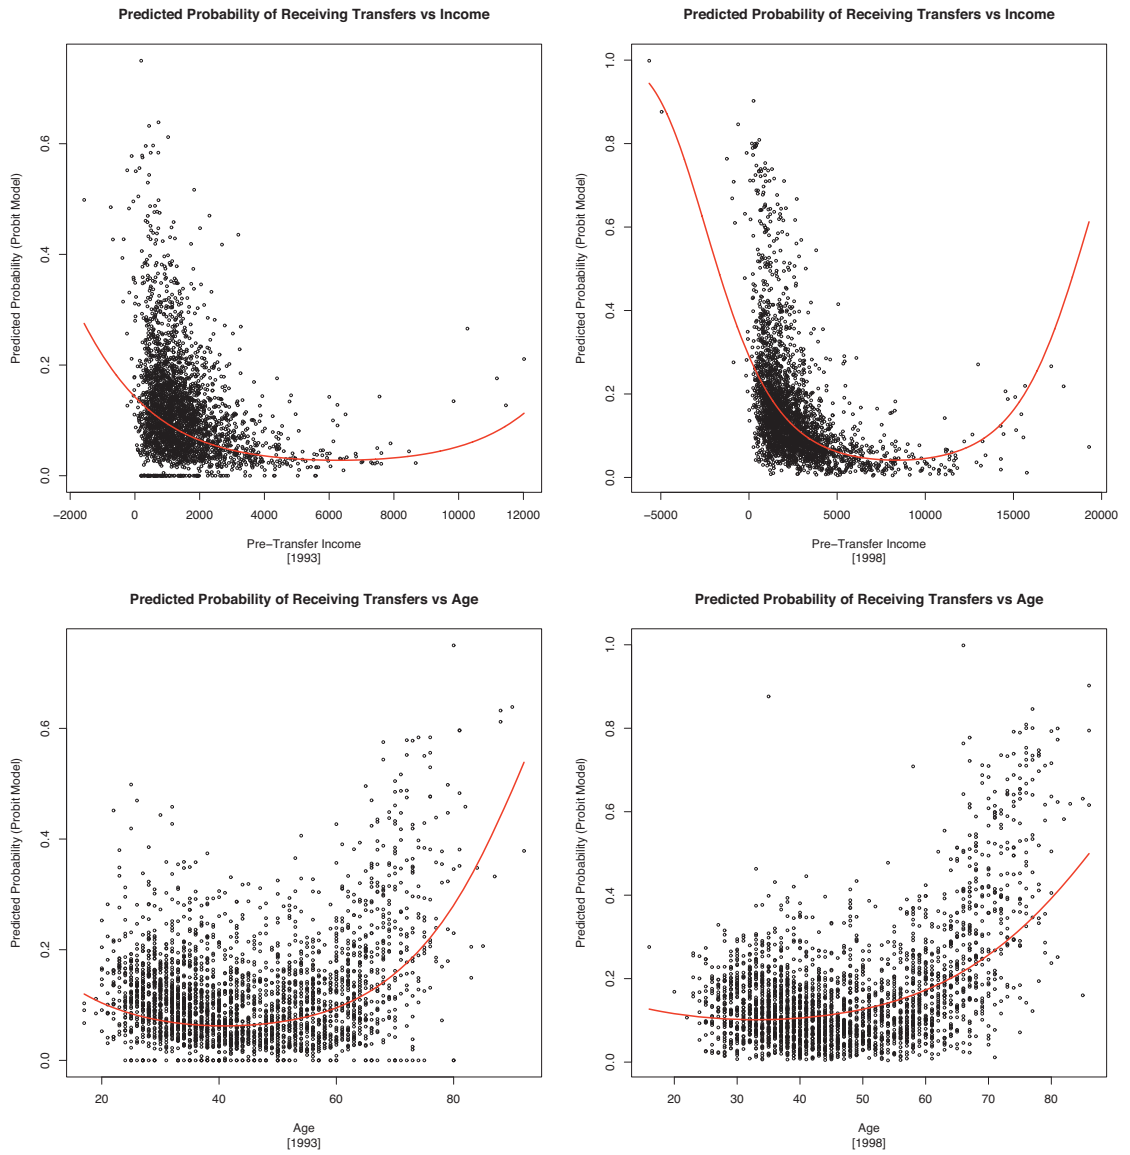 Predicted Probability of Receiving Transfers vs Income
Predicted Probability (Probit Model)
0.0
0.2
0.4
0.6
−2000 0 2000 4000 6000 8000 10000 12000
Pre−Transfer Income
[1993]
Predicted Probability of Receiving Transfers vs Income
Predicted Probability (Probit Model)
0.0
0.2
0.4
0.6
0.8
1.0
−5000 0 5000 10000 15000 20000
Pre−Transfer Income
[1998]
Predicted Probability of Receiving Transfers vs Age
Predicted Probability (Probit Model)
0.0
0.2
0.4
0.6
20 40 60 80
Age
[1993]
Predicted Probability of Receiving Transfers vs Age
Predicted Probability (Probit Model)
0.0
0.2
0.4
0.6
0.8
1.0
20 30 40 50 60 70 80
Age
[1998]